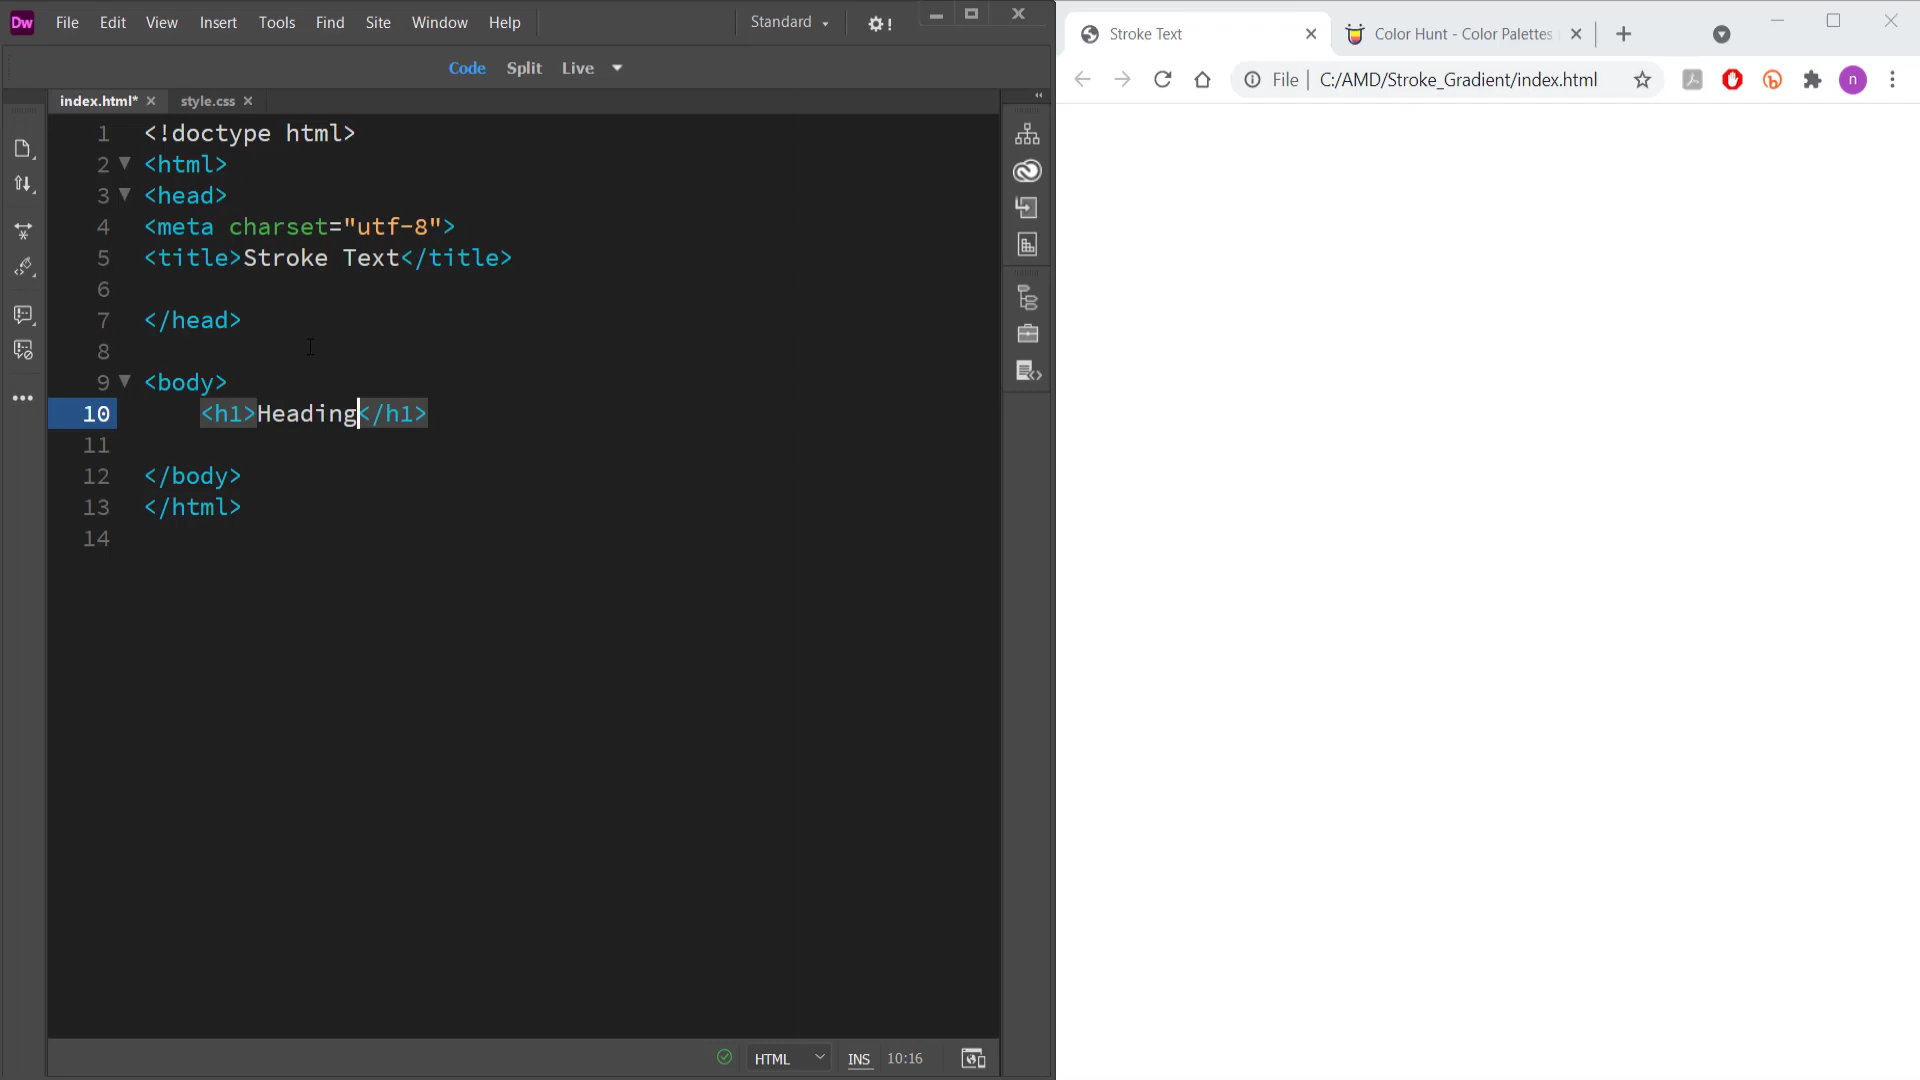 Dw File Edit View Insert Tools Find Site Window Help Standard
Code Split Live
index.html* style.css
1 <!doctype html>
2 <html>
3 <head>
4 <meta charset="utf-8">
5 <title>Stroke Text</title>
6
7 </head>
8
9 <body>
10 <h1>Heading</h1>
11
12 </body>
13 </html>
14
HTML INS 10:16
Stroke Text Color Hunt - Color Palettes
File C:/AMD/Stroke_Gradient/index.html n